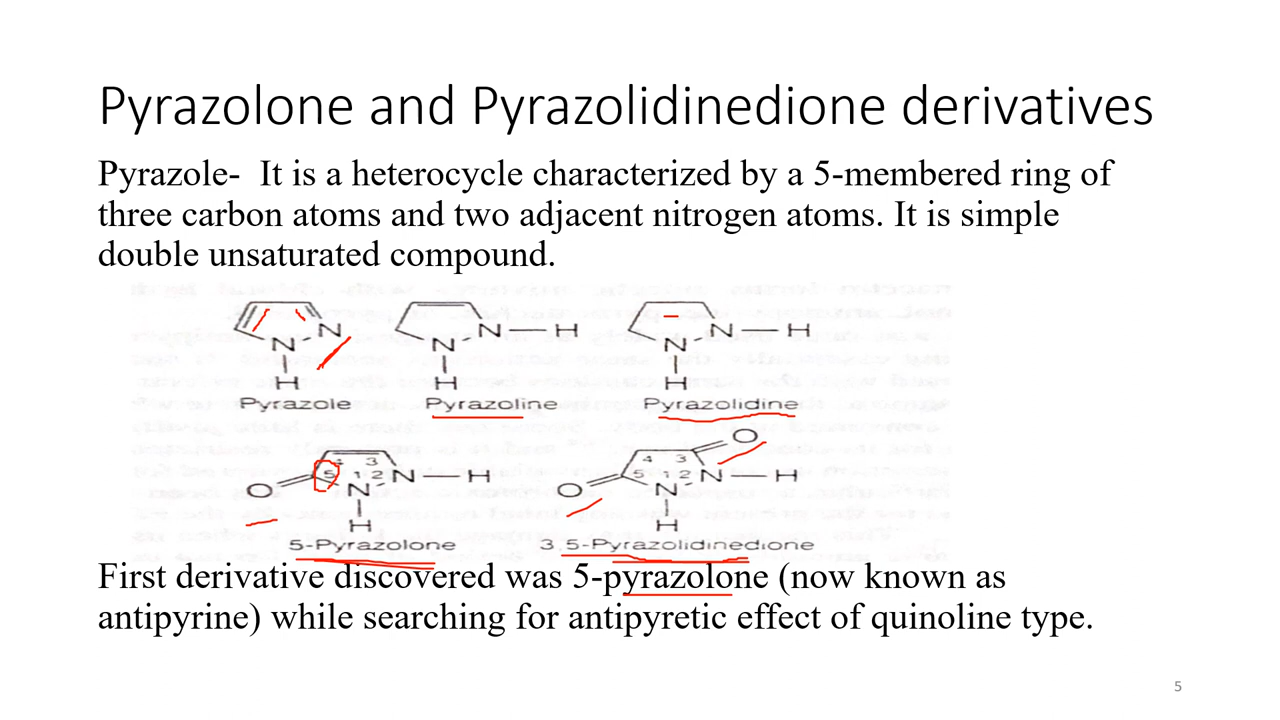 Pyrazolone and Pyrazolidinedione derivatives
Pyrazole- It is a heterocycle characterized by a 5-membered ring of
three carbon atoms and two adjacent nitrogen atoms. It is simple
double unsaturated compound.
N N H N H
N N N
H H H
Pyrazole Pyrazoline Pyrazolidine
O
4 3 4 3
5 1 2 N H 5 1 2 N H
O N O N
H H
5-Pyrazolone 3,5-Pyrazolidinedione
First derivative discovered was 5-pyrazolone (now known as
antipyrine) while searching for antipyretic effect of quinoline type.
5